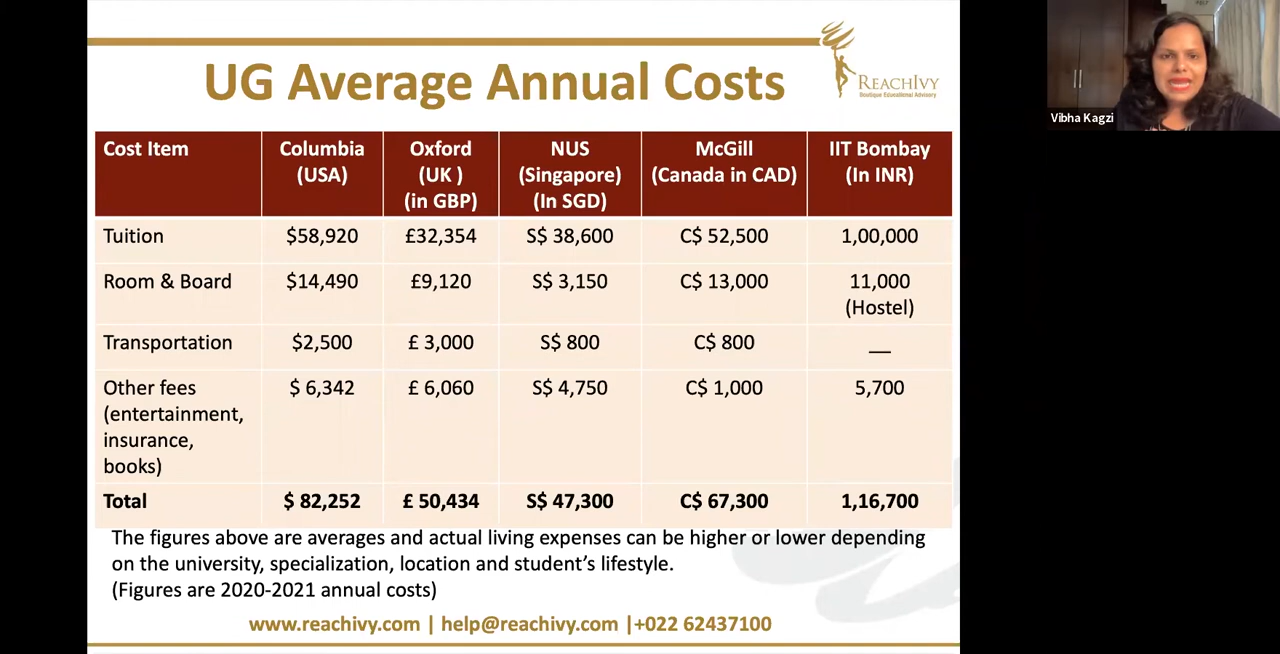 UG Average Annual Costs
REACHIVY
Boutique Educational Advisory
Vibha Kagzi
Cost Item
Columbia
(USA)
Oxford
(UK )
(in GBP)
NUS
(Singapore)
(In SGD)
McGill
(Canada in CAD)
IIT Bombay
(In INR)
Tuition
$58,920
£32,354
S$ 38,600
C$ 52,500
1,00,000
Room & Board
$14,490
£9,120
S$ 3,150
C$ 13,000
11,000
(Hostel)
Transportation
$2,500
£ 3,000
S$ 800
C$ 800
__
Other fees
(entertainment,
insurance,
books)
$ 6,342
£ 6,060
S$ 4,750
C$ 1,000
5,700
Total
$ 82,252
£ 50,434
S$ 47,300
C$ 67,300
1,16,700
The figures above are averages and actual living expenses can be higher or lower depending
on the university, specialization, location and student’s lifestyle.
(Figures are 2020-2021 annual costs)
www.reachivy.com | help@reachivy.com |+022 62437100